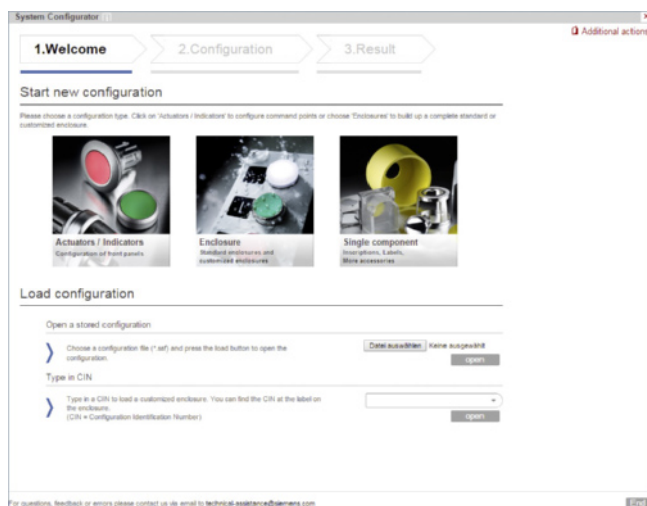 System Configurator
Additional actions
1.Welcome
2.Configuration
3.Result
Start new configuration
Please choose a configuration type. Click on 'Actuators / Indicators' to configure command points or choose 'Enclosures' to build up a complete standard or
customized enclosure.
Actuators / Indicators
Configuration of front panels
Enclosure
Standard enclosures and
customized enclosures
Single component
Inscriptions, Labels,
More accessories
Load configuration
Open a stored configuration
Choose a configuration file (*.ssf) and press the load button to open the
configuration.
Datei auswählen Keine ausgewählt
open
Type in CIN
Type in a CIN to load a customized enclosure. You can find the CIN at the label on
the enclosure.
(CIN = Configuration Identification Number)
open
For questions, feedback or errors please contact us via email to technical-assistance@siemens.com
End